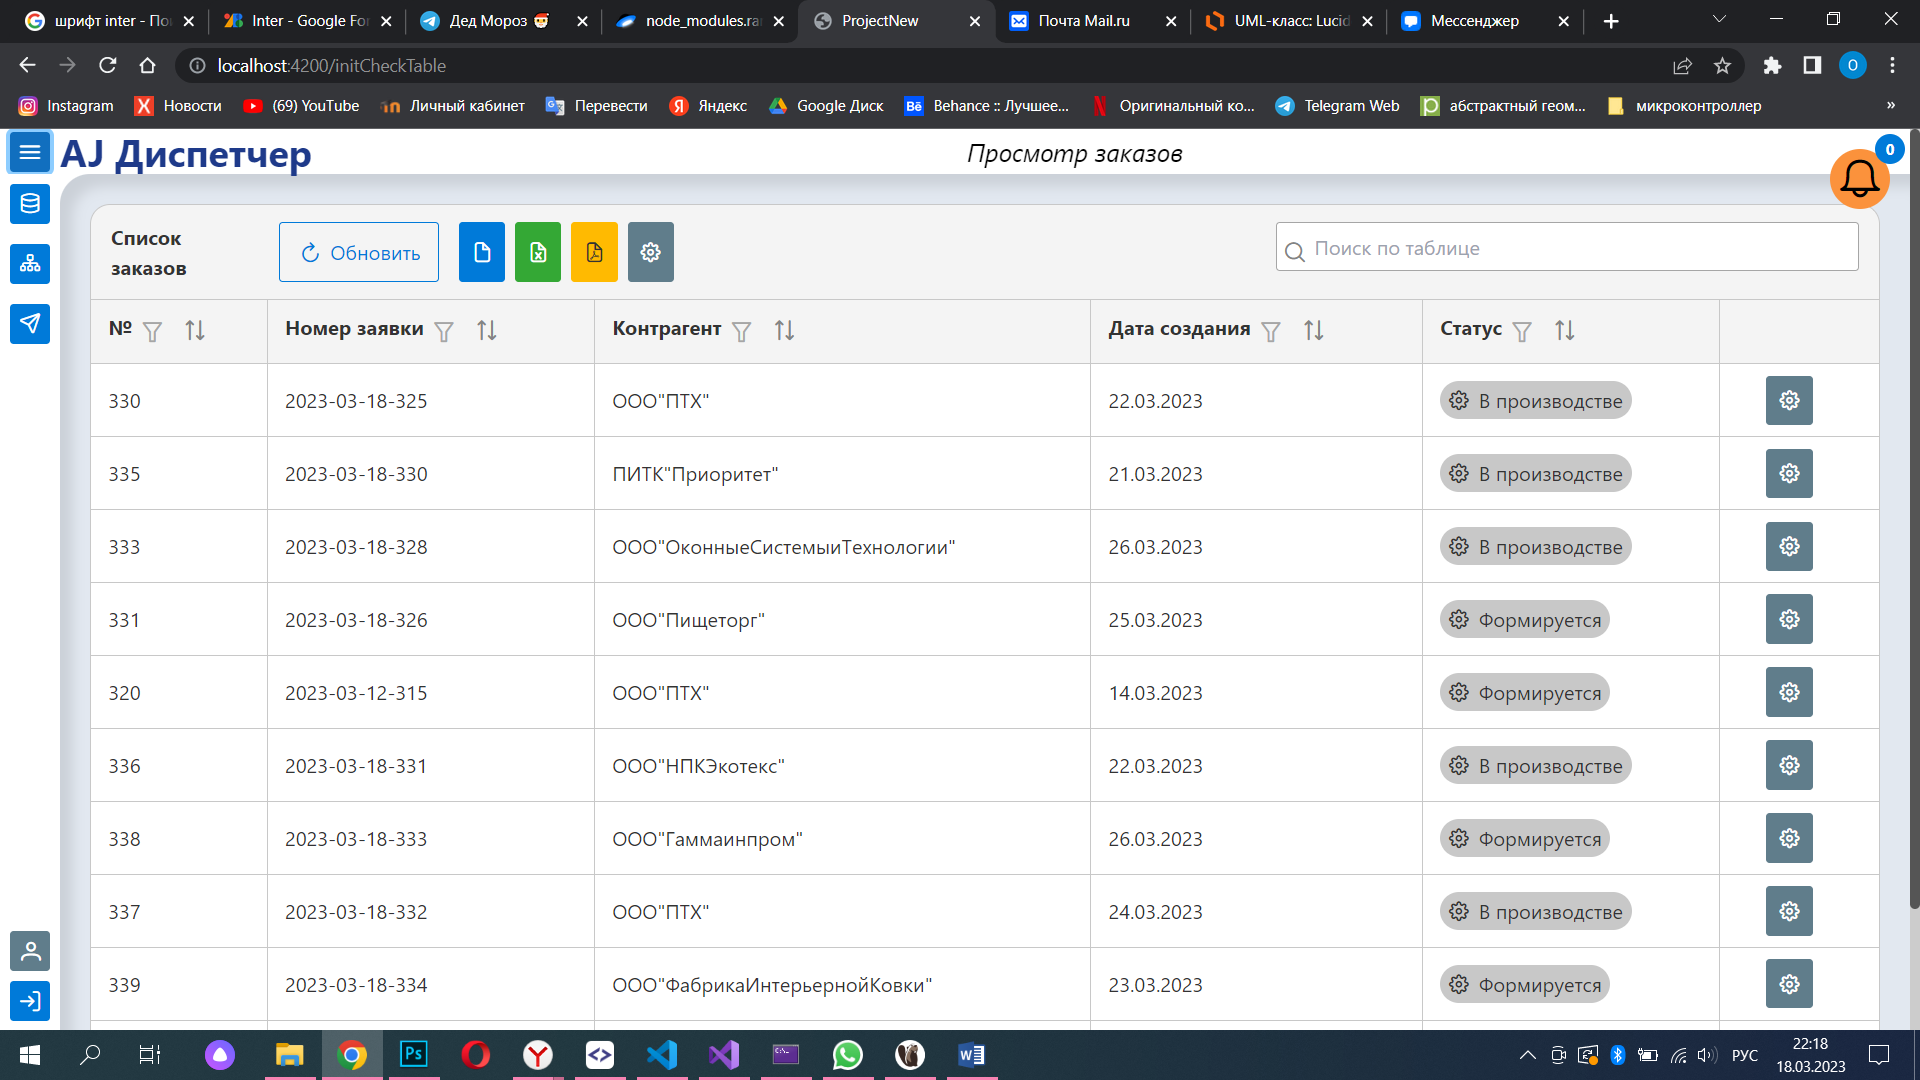 шрифт inter - По
Inter - Google Fo
Дед Мороз 🎅
node_modules.ra
ProjectNew
Почта Mail.ru
UML-класс: Lucid
Мессенджер
localhost:4200/initCheckTable
О
Instagram
Новости
(69) YouTube
Личный кабинет
Перевести
Яндекс
Google Диск
Behance :: Лучшее...
Оригинальный ко...
Telegram Web
абстрактный геом...
микроконтроллер
»
AJ Диспетчер
Просмотр заказов
0
Список
заказов
Обновить
Поиск по таблице
№ Номер заявки Контрагент Дата создания Статус
330 2023-03-18-325 ООО"ПТХ" 22.03.2023 В производстве
335 2023-03-18-330 ПИТК"Приоритет" 21.03.2023 В производстве
333 2023-03-18-328 ООО"ОконныеСистемыиТехнологии" 26.03.2023 В производстве
331 2023-03-18-326 ООО"Пищеторг" 25.03.2023 Формируется
320 2023-03-12-315 ООО"ПТХ" 14.03.2023 Формируется
336 2023-03-18-331 ООО"НПКЭкотекс" 22.03.2023 В производстве
338 2023-03-18-333 ООО"Гаммаинпром" 26.03.2023 Формируется
337 2023-03-18-332 ООО"ПТХ" 24.03.2023 В производстве
339 2023-03-18-334 ООО"ФабрикаИнтерьернойКовки" 23.03.2023 Формируется
РУС
22:18
18.03.2023